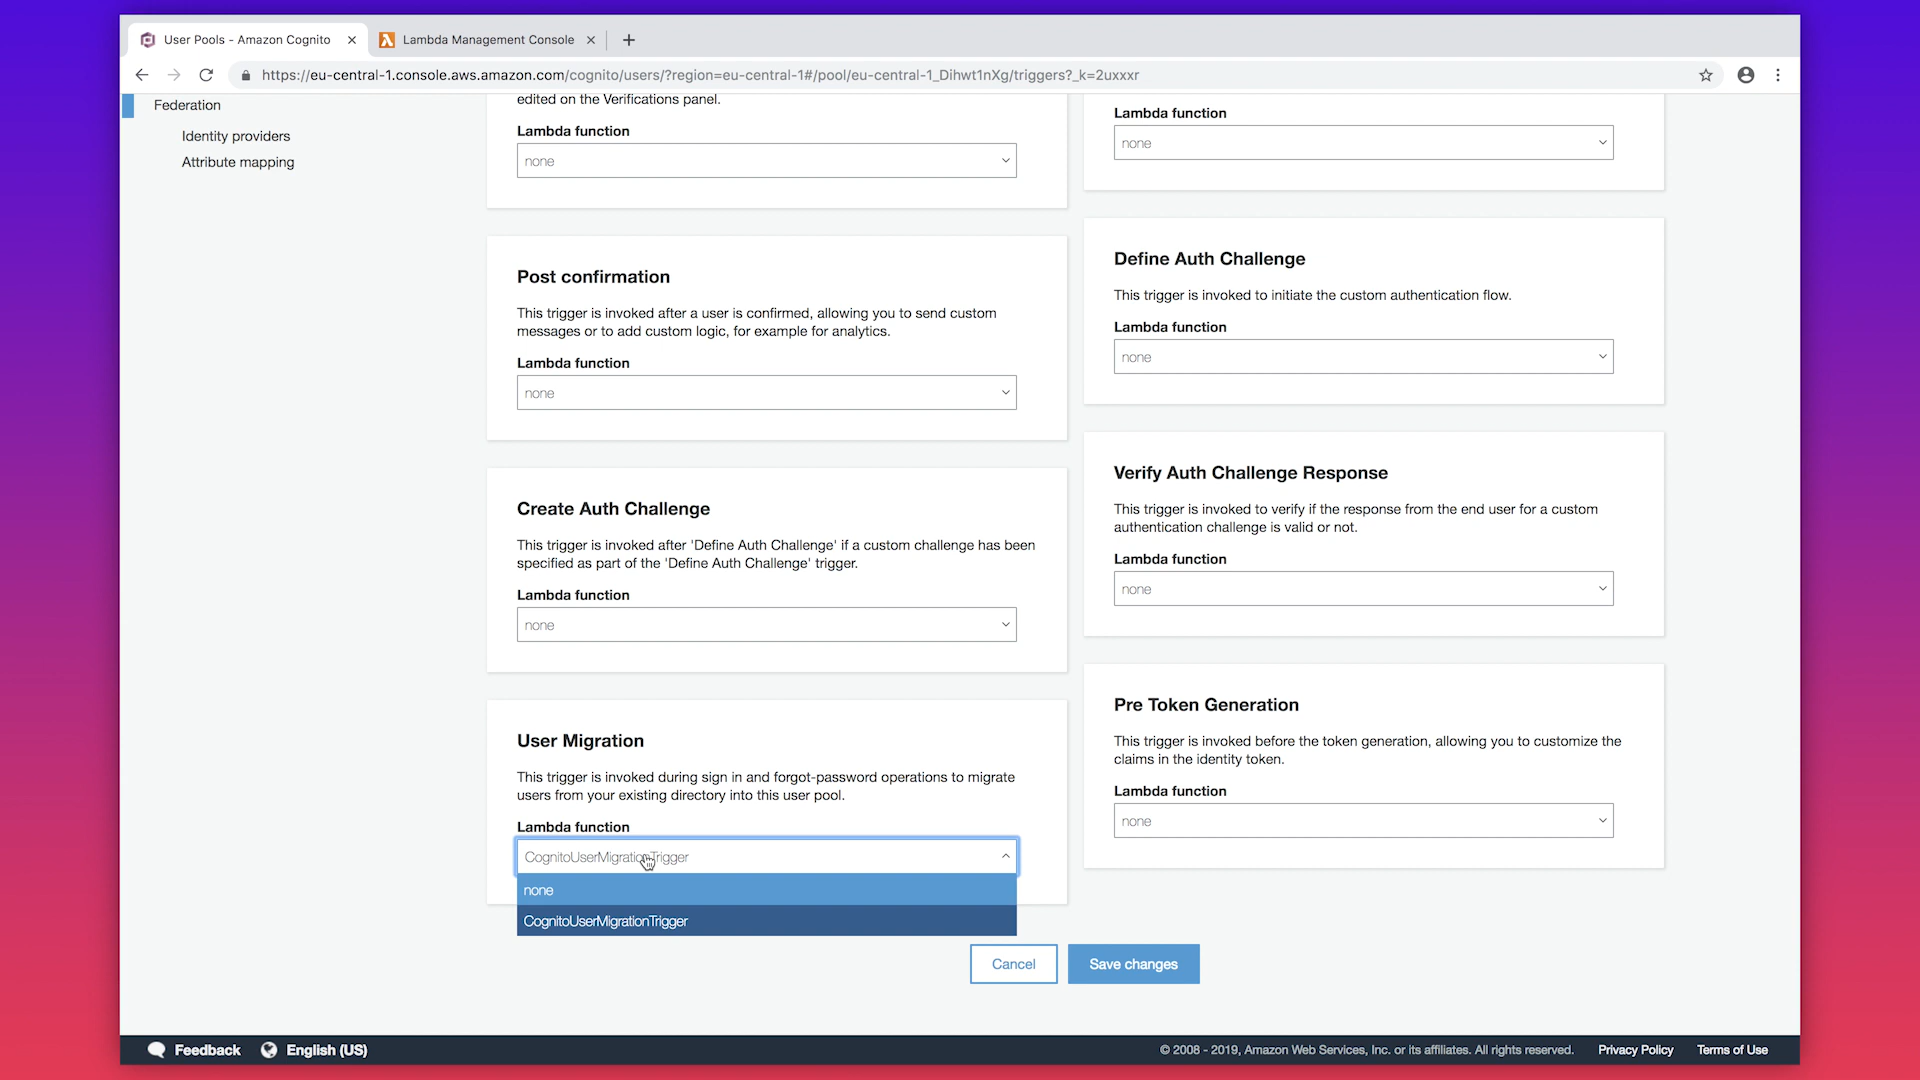 User Pools - Amazon Cognito
Lambda Management Console
https://eu-central-1.console.aws.amazon.com/cognito/users/?region=eu-central-1#/pool/eu-central-1_Dihwt1nXg/triggers?_k=2uxxxr
Federation
Identity providers
Attribute mapping
edited on the Verifications panel.
Lambda function
none
Post confirmation
This trigger is invoked after a user is confirmed, allowing you to send custom
messages or to add custom logic, for example for analytics.
Lambda function
none
Create Auth Challenge
This trigger is invoked after 'Define Auth Challenge' if a custom challenge has been
specified as part of the 'Define Auth Challenge' trigger.
Lambda function
none
User Migration
This trigger is invoked during sign in and forgot-password operations to migrate
users from your existing directory into this user pool.
Lambda function
CognitoUserMigrationTrigger
none
CognitoUserMigrationTrigger
Lambda function
none
Define Auth Challenge
This trigger is invoked to initiate the custom authentication flow.
Lambda function
none
Verify Auth Challenge Response
This trigger is invoked to verify if the response from the end user for a custom
authentication challenge is valid or not.
Lambda function
none
Pre Token Generation
This trigger is invoked before the token generation, allowing you to customize the
claims in the identity token.
Lambda function
none
Cancel
Save changes
Feedback
English (US)
© 2008 - 2019, Amazon Web Services, Inc. or its affiliates. All rights reserved.
Privacy Policy
Terms of Use